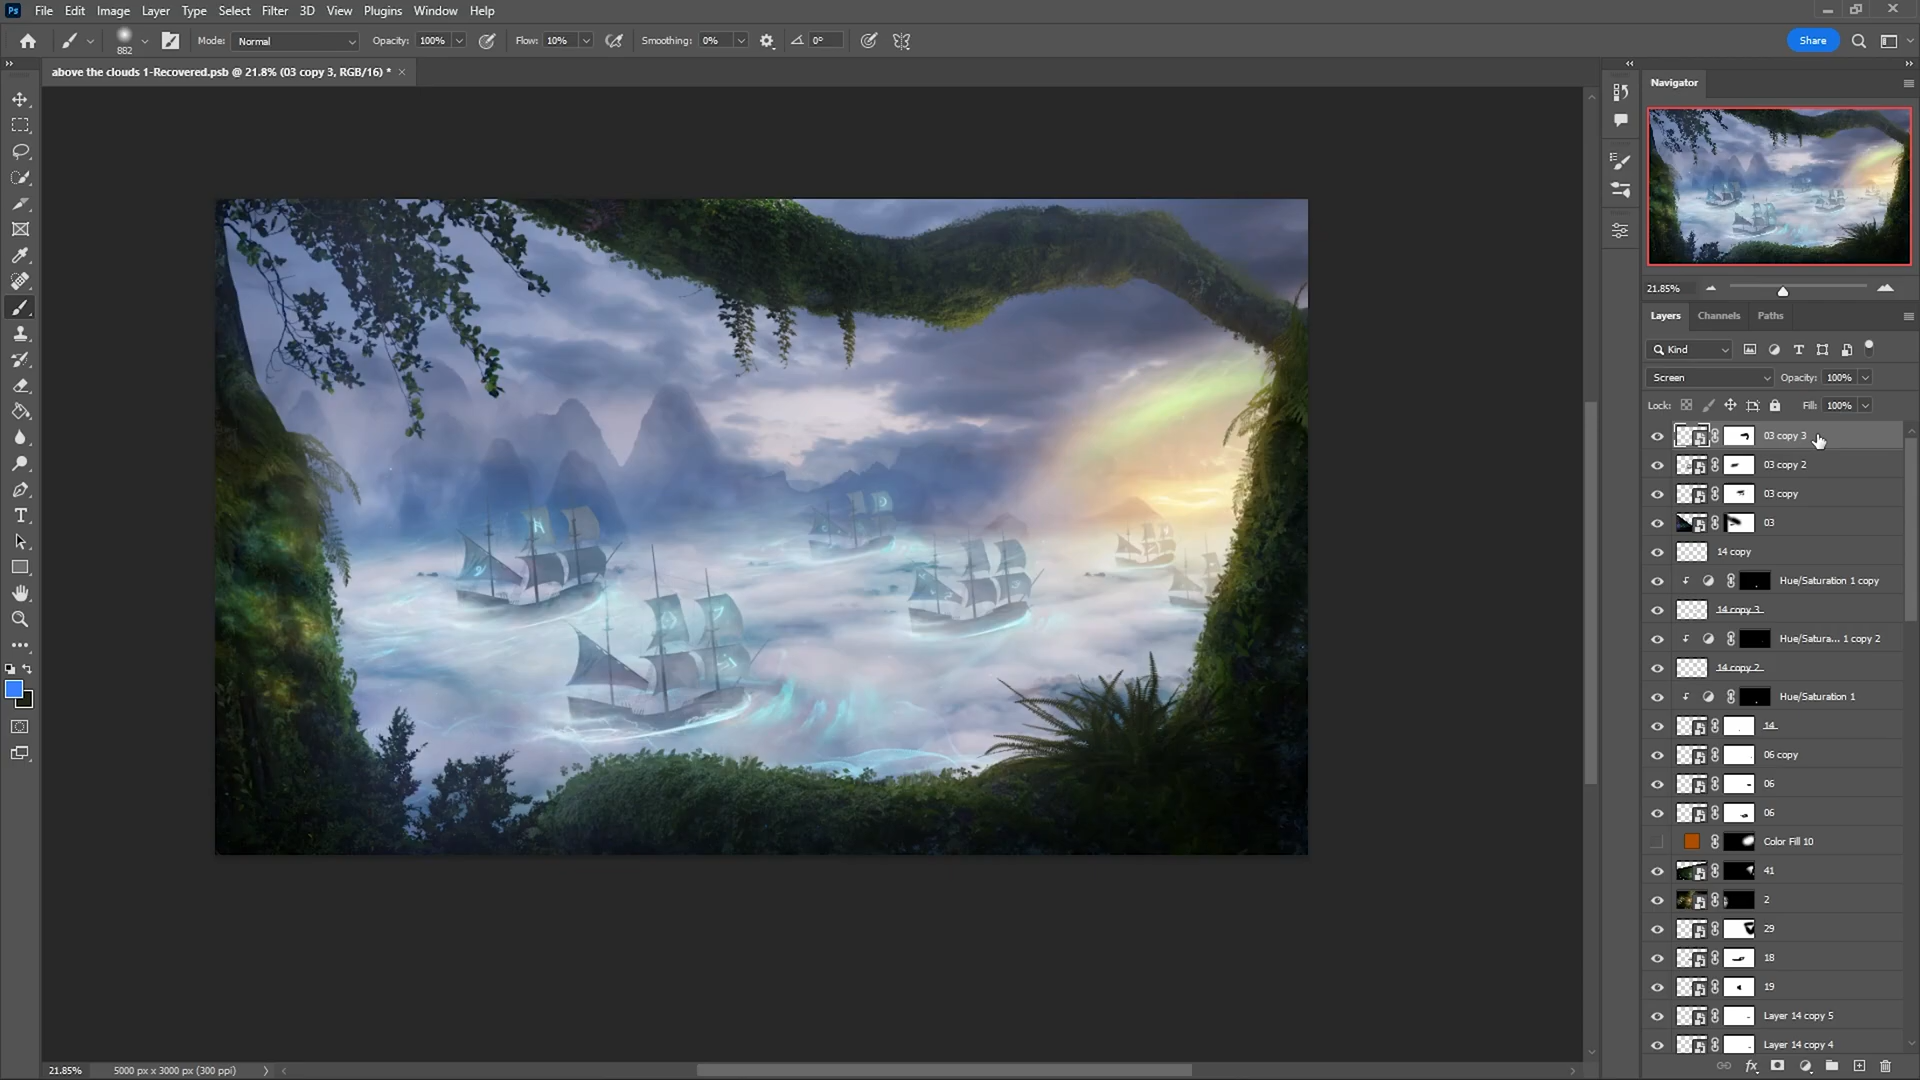 Ps File Edit Image Layer Type Select Filter 3D View Plugins Window Help
882 Mode: Normal Opacity: 100% Flow: 10% Smoothing: 0% 0° Share
above the clouds 1-Recovered.psb @ 21.8% (03 copy 3, RGB/16) *
Navigator
21.85%
Layers Channels Paths
Kind
Screen Opacity: 100%
Lock: Fill: 100%
03 copy 3
03 copy 2
03 copy
03
14 copy
Hue/Saturation 1 copy
14 copy 3
Hue/Satura... 1 copy 2
14 copy 2
Hue/Saturation 1
14
06 copy
06
06
Color Fill 10
41
2
29
18
19
Layer 14 copy 5
Layer 14 copy 4
21.85% 5000 px x 3000 px (300 ppi)